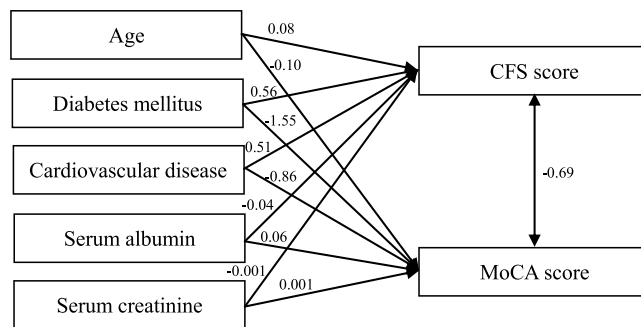 Age
Diabetes mellitus
Cardiovascular disease
Serum albumin
Serum creatinine
0.08
-0.10
0.56
-1.55
0.51
-0.86
-0.04
0.06
-0.001
0.001
CFS score
-0.69
MoCA score